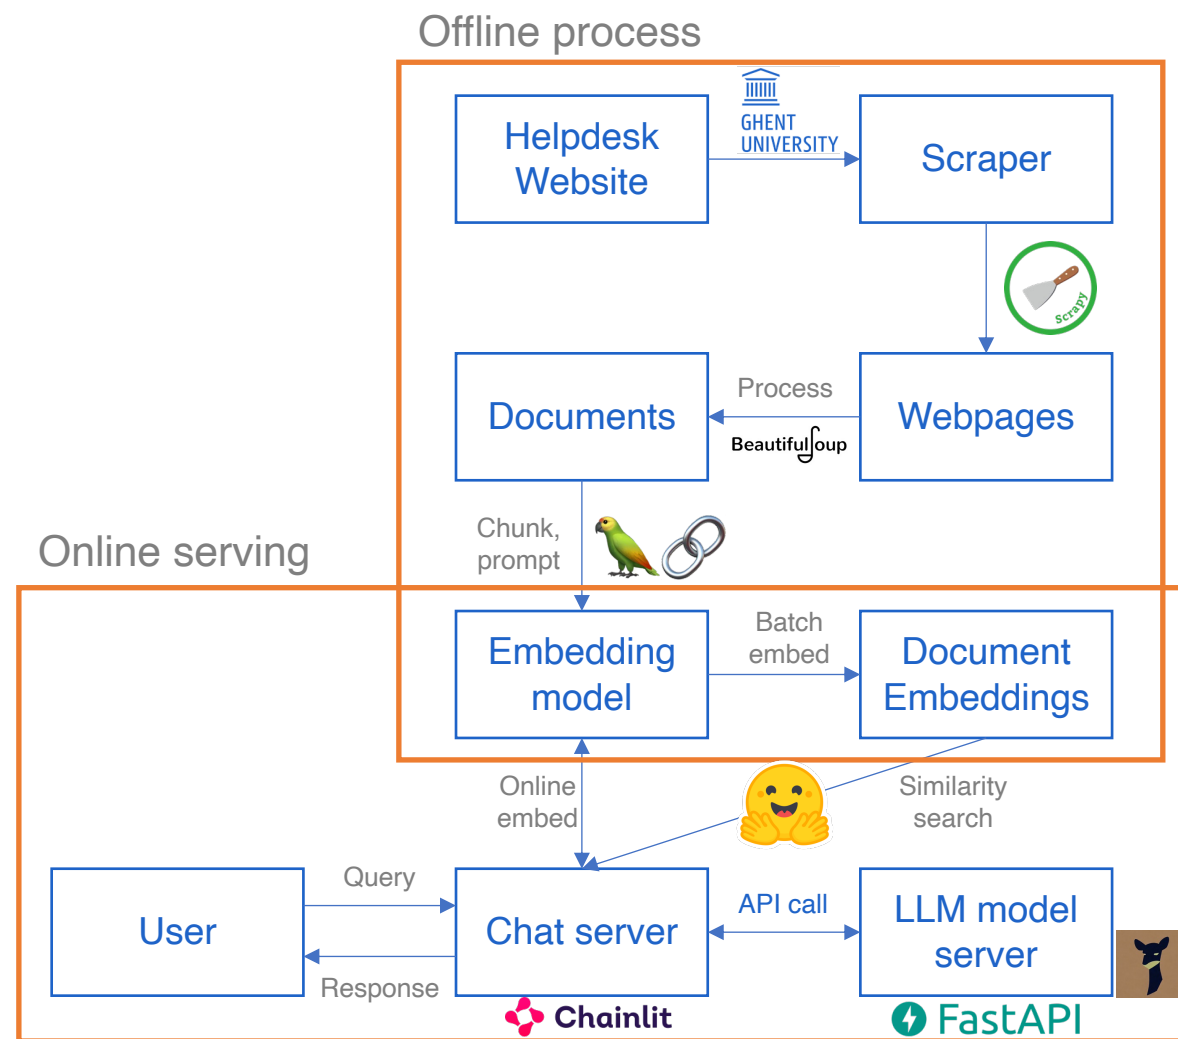 Offline process
Helpdesk
Website
GHENT
UNIVERSITY
Scraper
Scrapy
Documents
Process
BeautifulSoup
Webpages
Chunk,
prompt
Online serving
Embedding
model
Batch
embed
Document
Embeddings
Online
embed
Similarity
search
User
Query
Response
Chat server
API call
LLM model
server
Chainlit
FastAPI